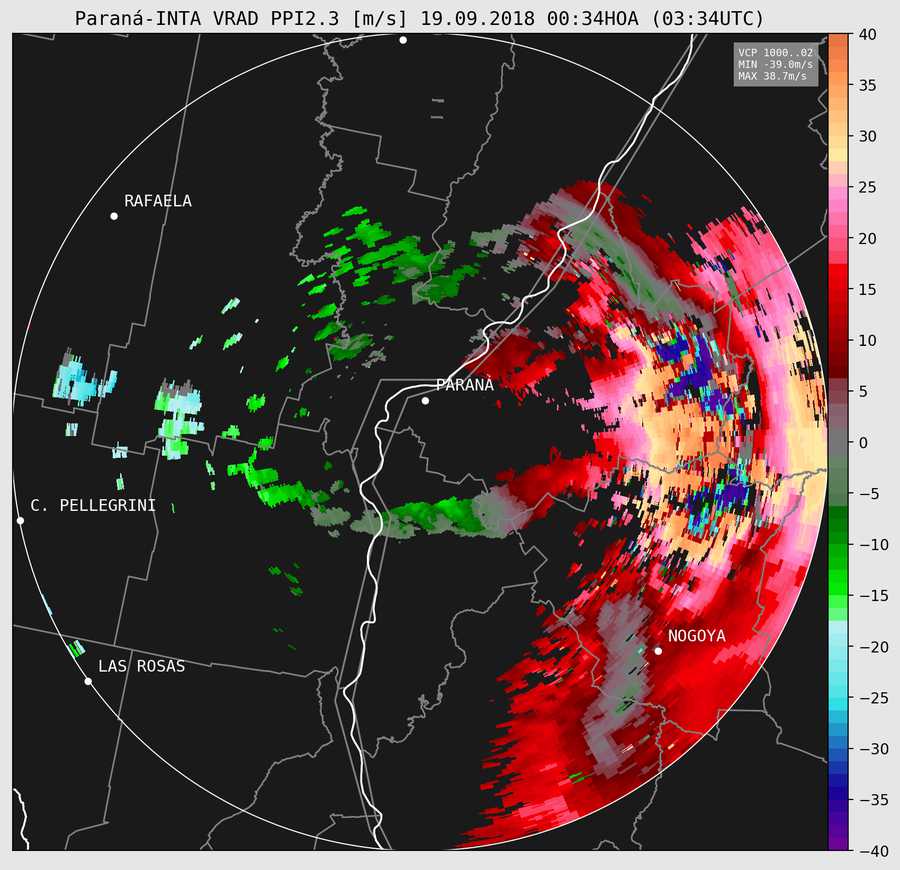 Paraná-INTA VRAD PPI2.3 [m/s] 19.09.2018 00:34HOA (03:34UTC)
VCP 1000..02
MIN -39.0m/s
MAX 38.7m/s
RAFAELA
PARANÁ
C. PELLEGRINI
NOGOYA
LAS ROSAS
40
35
30
25
20
15
10
5
0
−5
−10
−15
−20
−25
−30
−35
−40